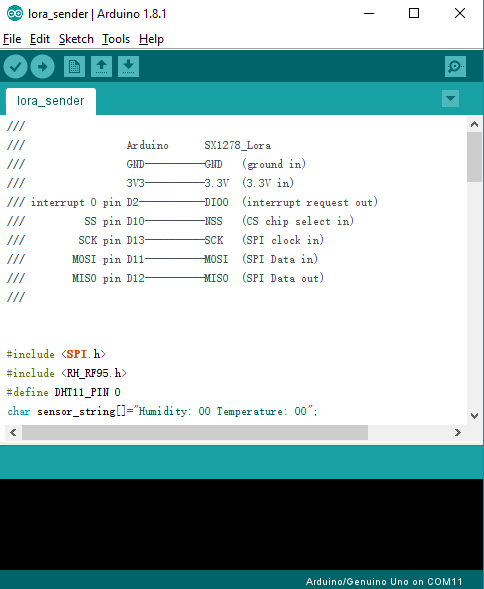 lora_sender | Arduino 1.8.1
File Edit Sketch Tools Help
lora_sender
///
/// Arduino SX1278_Lora
/// GND——————GND (ground in)
/// 3V3——————3.3V (3.3V in)
/// interrupt 0 pin D2——————DIO0 (interrupt request out)
/// SS pin D10——————NSS (CS chip select in)
/// SCK pin D13——————SCK (SPI clock in)
/// MOSI pin D11——————MOSI (SPI Data in)
/// MISO pin D12——————MISO (SPI Data out)
///
#include <SPI.h>
#include <RH_RF95.h>
#define DHT11_PIN 0
char sensor_string[]="Humidity: 00 Temperature: 00";
Arduino/Genuino Uno on COM11